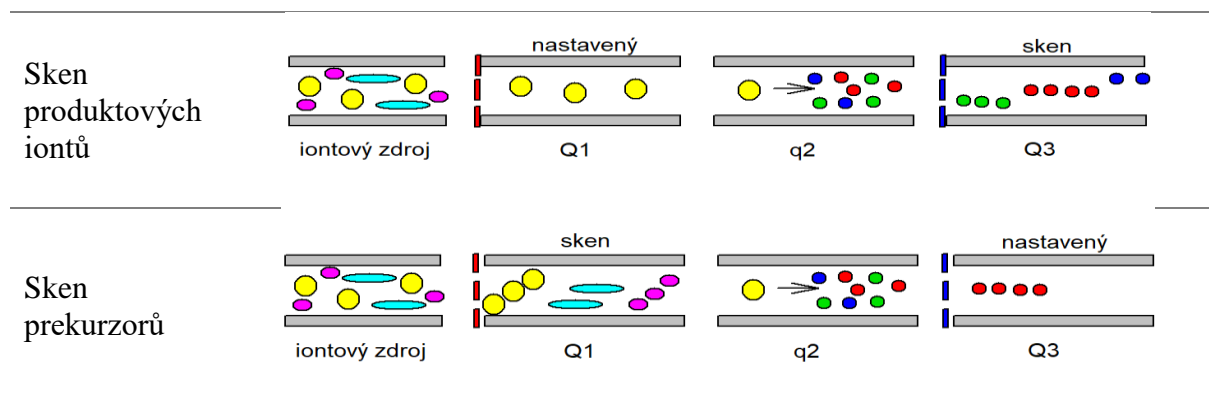 Sken
produktových
iontů
nastavený
sken
iontový zdroj
Q1
q2
Q3
Sken
prekurzorů
sken
nastavený
iontový zdroj
Q1
q2
Q3